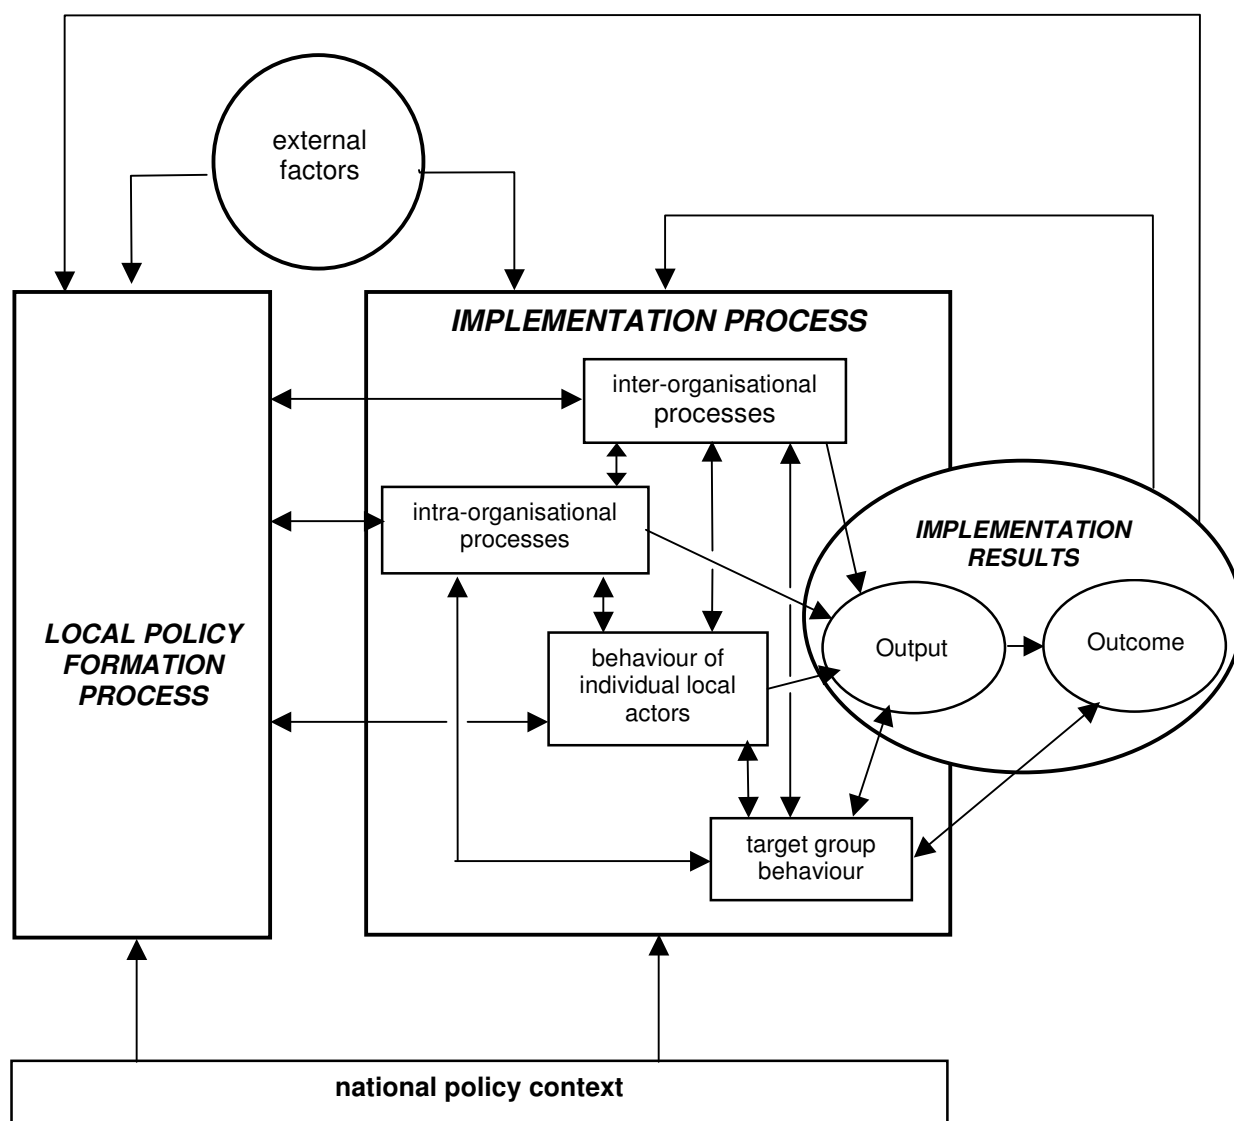 external
factors
IMPLEMENTATION PROCESS
inter-organisational
processes
intra-organisational
processes
IMPLEMENTATION
RESULTS
LOCAL POLICY
FORMATION
PROCESS
behaviour of
individual local
actors
Output
Outcome
target group
behaviour
national policy context